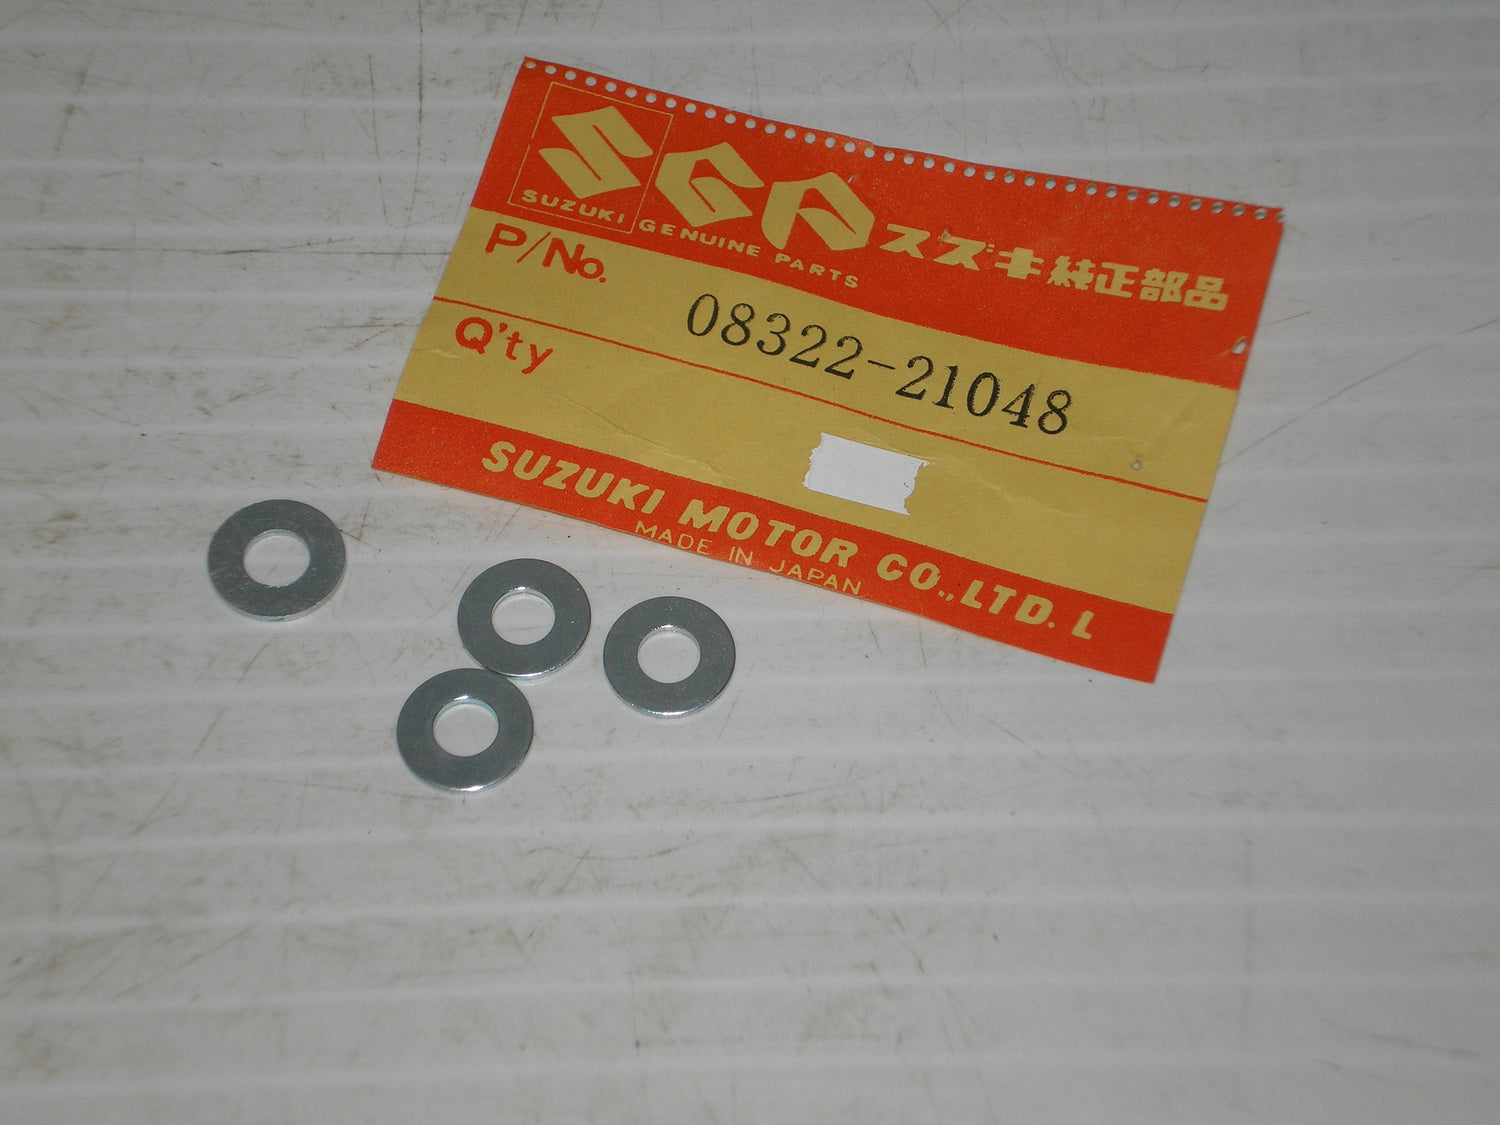 SGP スズキ純正部品
SUZUKI GENUINE PARTS
P/No. 08322-21048
Q'ty
SUZUKI MOTOR CO.,LTD. L
MADE IN JAPAN